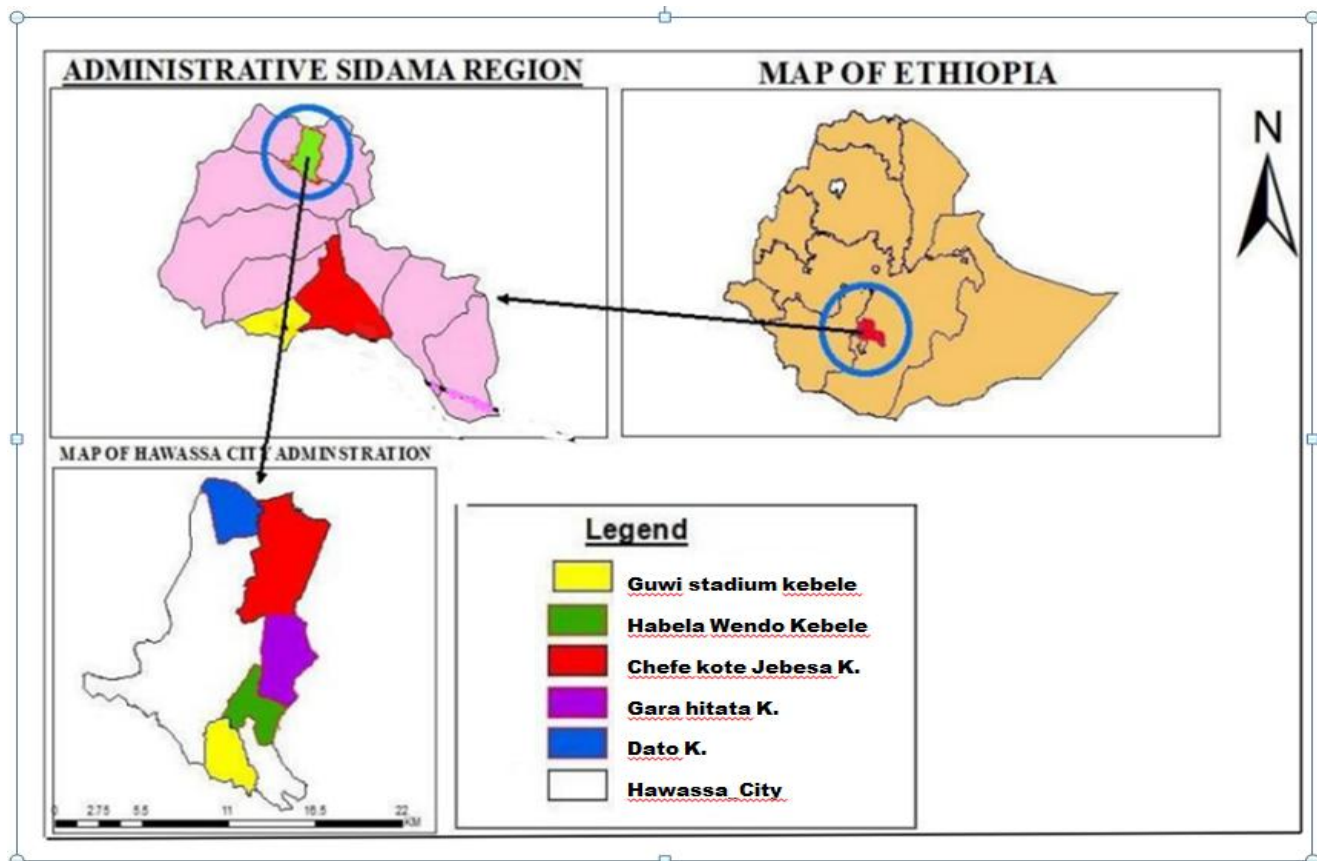 ADMINISTRATIVE SIDAMA REGION
MAP OF ETHIOPIA
N
MAP OF HAWASSA CITY ADMINSTRATION
0 2.75 5.5 11 16.5 22
KM
Legend
Guwi stadium kebele
Habela Wendo Kebele
Chefe kote Jebesa K.
Gara hitata K.
Dato K.
Hawassa_City